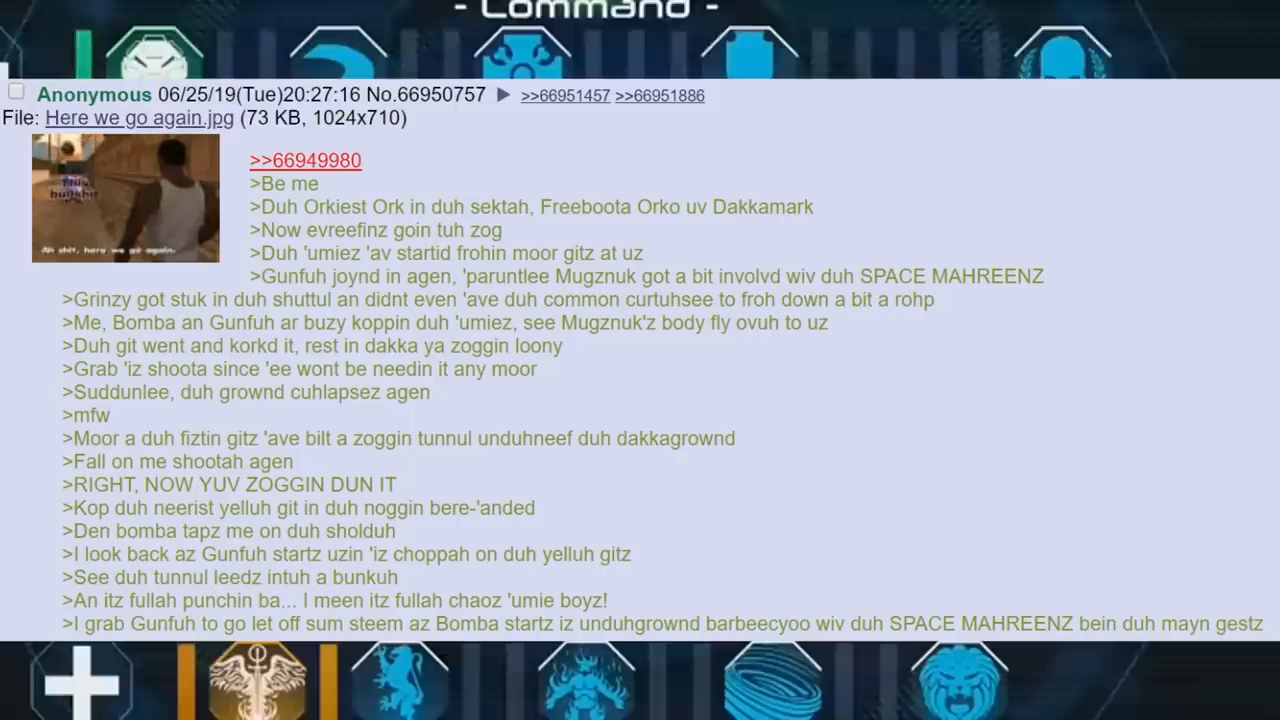 - Command -
Anonymous 06/25/19(Tue)20:27:16 No.66950757 ▶ >>66951457 >>66951886
File: Here we go again.jpg (73 KB, 1024x710)
>>66949980
>Be me
>Duh Orkiest Ork in duh sektah, Freeboota Orko uv Dakkamark
>Now evreefinz goin tuh zog
>Duh 'umiez 'av startid frohin moor gitz at uz
>Gunfuh joynd in agen, 'paruntlee Mugznuk got a bit involvd wiv duh SPACE MAHREENZ
>Grinzy got stuk in duh shuttul an didnt even 'ave duh common curtuhsee to froh down a bit a rohp
>Me, Bomba an Gunfuh ar buzy koppin duh 'umiez, see Mugznuk'z body fly ovuh to uz
>Duh git went and korkd it, rest in dakka ya zoggin loony
>Grab 'iz shoota since 'ee wont be needin it any moor
>Suddunlee, duh grownd cuhlapsez agen
>mfw
>Moor a duh fiztin gitz 'ave bilt a zoggin tunnul unduhneef duh dakkagrownd
>Fall on me shootah agen
>RIGHT, NOW YUV ZOGGIN DUN IT
>Kop duh neerist yelluh git in duh noggin bere-'anded
>Den bomba tapz me on duh sholduh
>I look back az Gunfuh startz uzin 'iz choppah on duh yelluh gitz
>See duh tunnul leedz intuh a bunkuh
>An itz fullah punchin ba... I meen itz fullah chaoz 'umie boyz!
>I grab Gunfuh to go let off sum steem az Bomba startz iz unduhgrownd barbeecyoo wiv duh SPACE MAHREENZ bein duh mayn gestz
This
bullshit
Ah shit, here we go again.